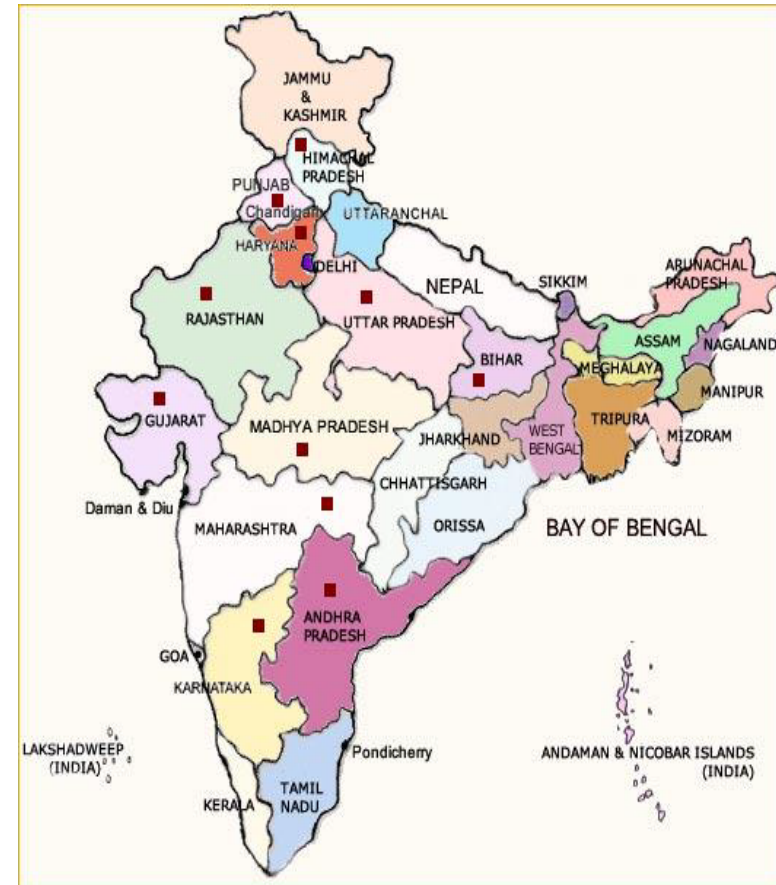 JAMMU
&
KASHMIR
HIMACHAL
PRADESH
PUNJAB
Chandigarh
UTTARANCHAL
HARYANA
DELHI
NEPAL
SIKKIM
ARUNACHAL
PRADESH
RAJASTHAN
UTTAR PRADESH
ASSAM
NAGALAND
BIHAR
MEGHALAYA
MANIPUR
GUJARAT
MADHYA PRADESH
JHARKHAND
WEST
BENGAL
TRIPURA
MIZORAM
CHHATTISGARH
Daman & Diu
MAHARASHTRA
ORISSA
BAY OF BENGAL
ANDHRA
PRADESH
GOA
KARNATAKA
LAKSHADWEEP
(INDIA)
Pondicherry
ANDAMAN & NICOBAR ISLANDS
(INDIA)
KERALA
TAMIL
NADU